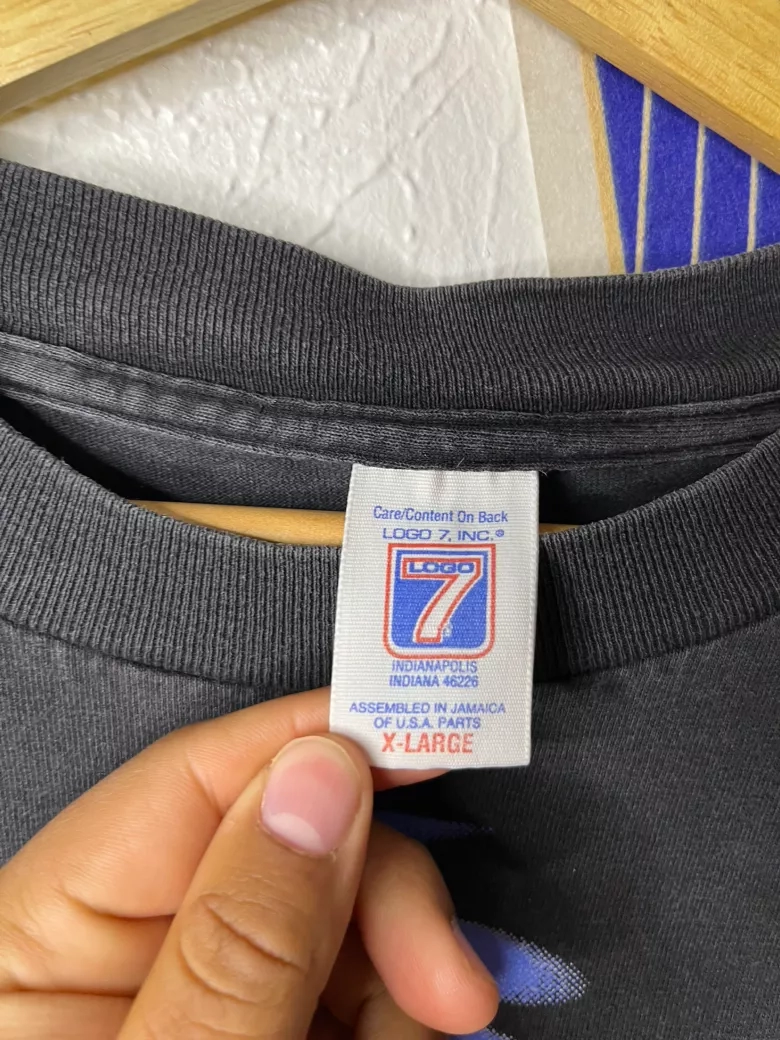 Care/Content On Back
LOGO 7, INC.®
LOGO
7
INDIANAPOLIS
INDIANA 46226
ASSEMBLED IN JAMAICA
OF U.S.A. PARTS
X-LARGE